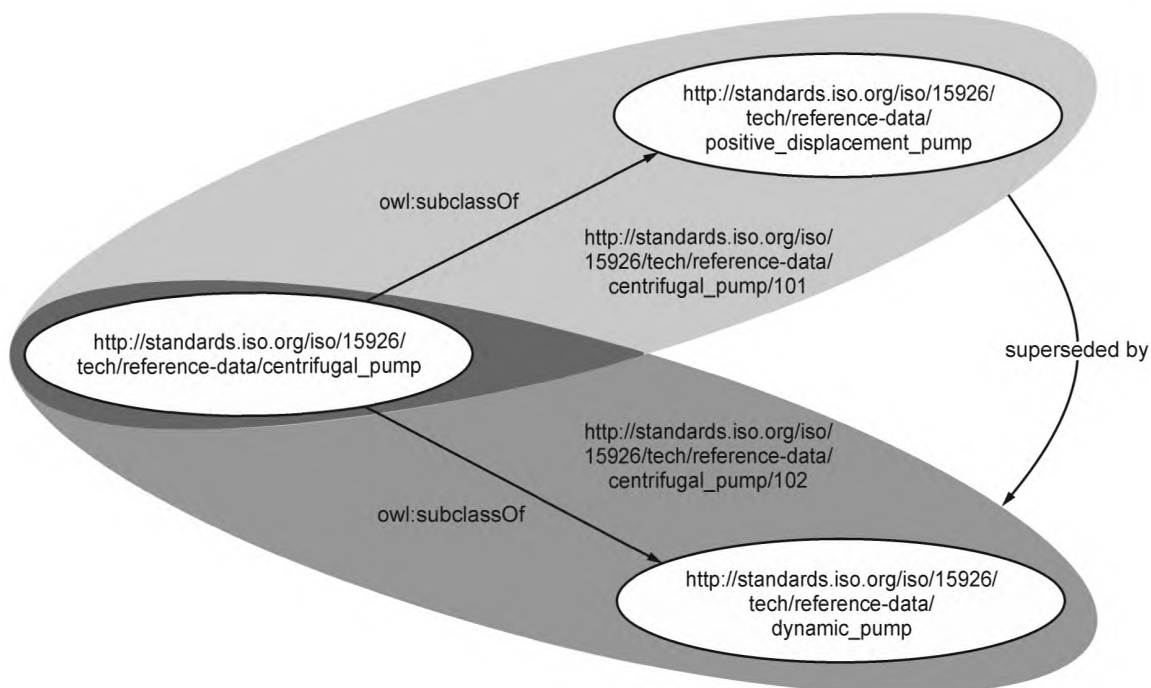 http://standards.iso.org/iso/15926/
tech/reference-data/
positive_displacement_pump
owl:subclassOf
http://standards.iso.org/iso/
15926/tech/reference-data/
centrifugal_pump/101
http://standards.iso.org/iso/15926/
tech/reference-data/centrifugal_pump
superseded by
http://standards.iso.org/iso/
15926/tech/reference-data/
centrifugal_pump/102
owl:subclassOf
http://standards.iso.org/iso/15926/
tech/reference-data/
dynamic_pump